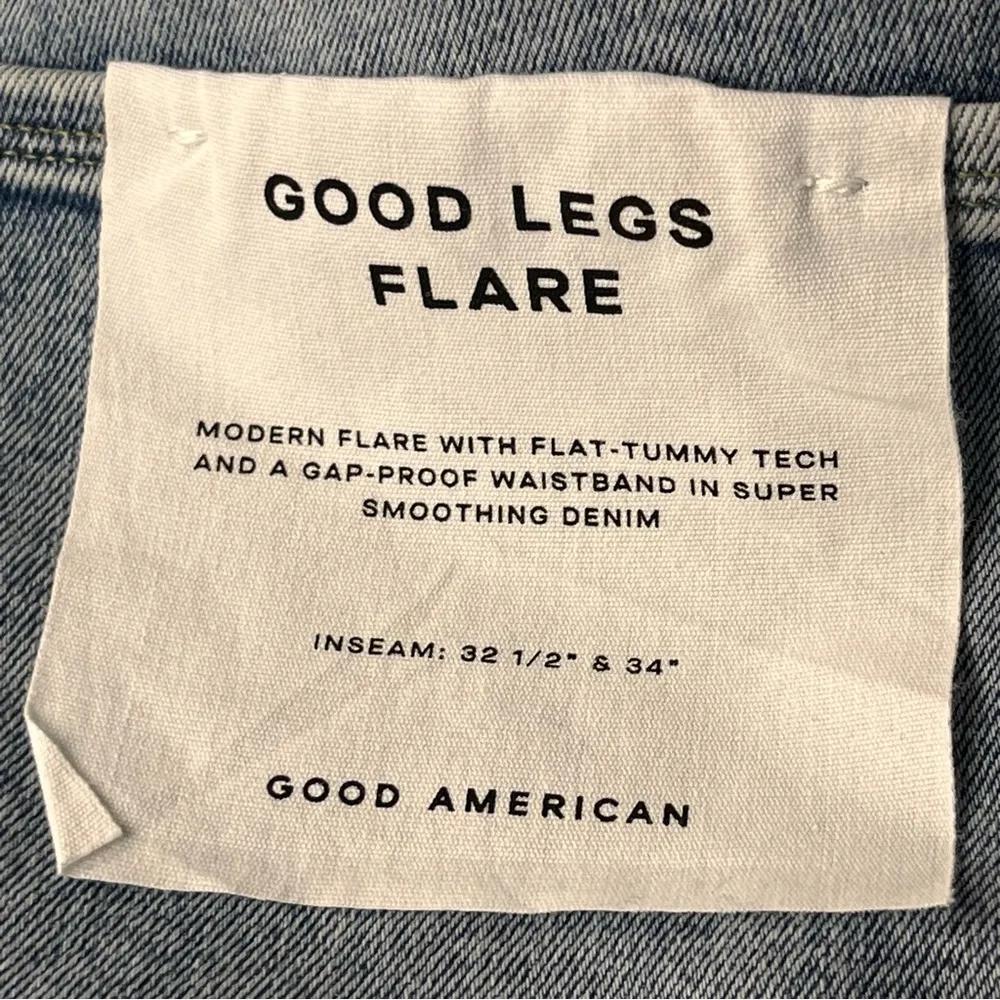 GOOD LEGS
FLARE
MODERN FLARE WITH FLAT-TUMMY TECH
AND A GAP-PROOF WAISTBAND IN SUPER
SMOOTHING DENIM
INSEAM: 32 1/2" & 34"
GOOD AMERICAN